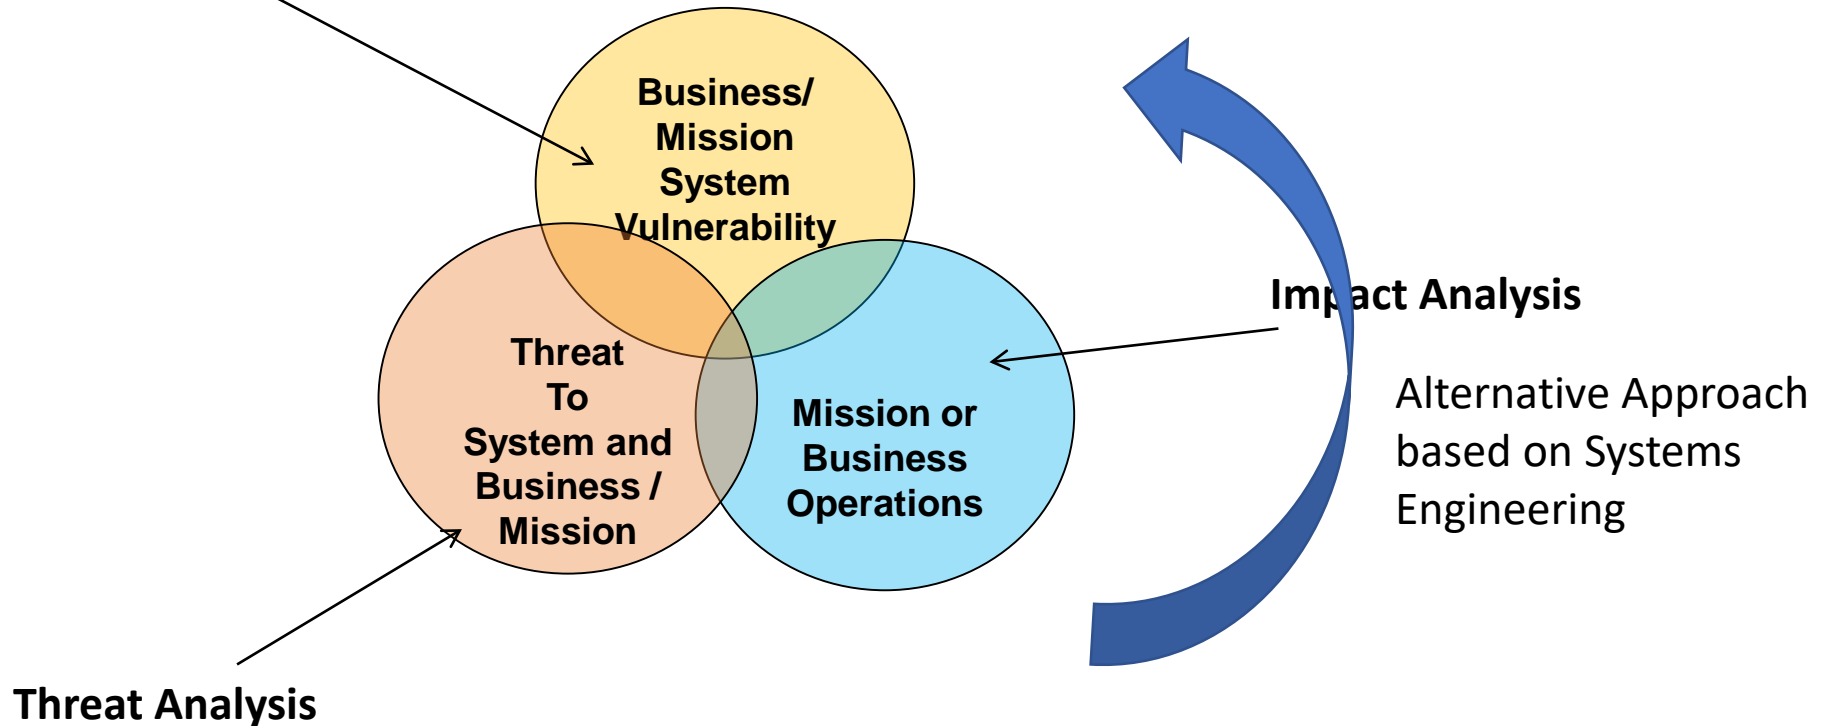 Business/
Mission
System
Vulnerability
Threat
To
System and
Business /
Mission
Mission or
Business
Operations
Impact Analysis
Alternative Approach
based on Systems
Engineering
Threat Analysis